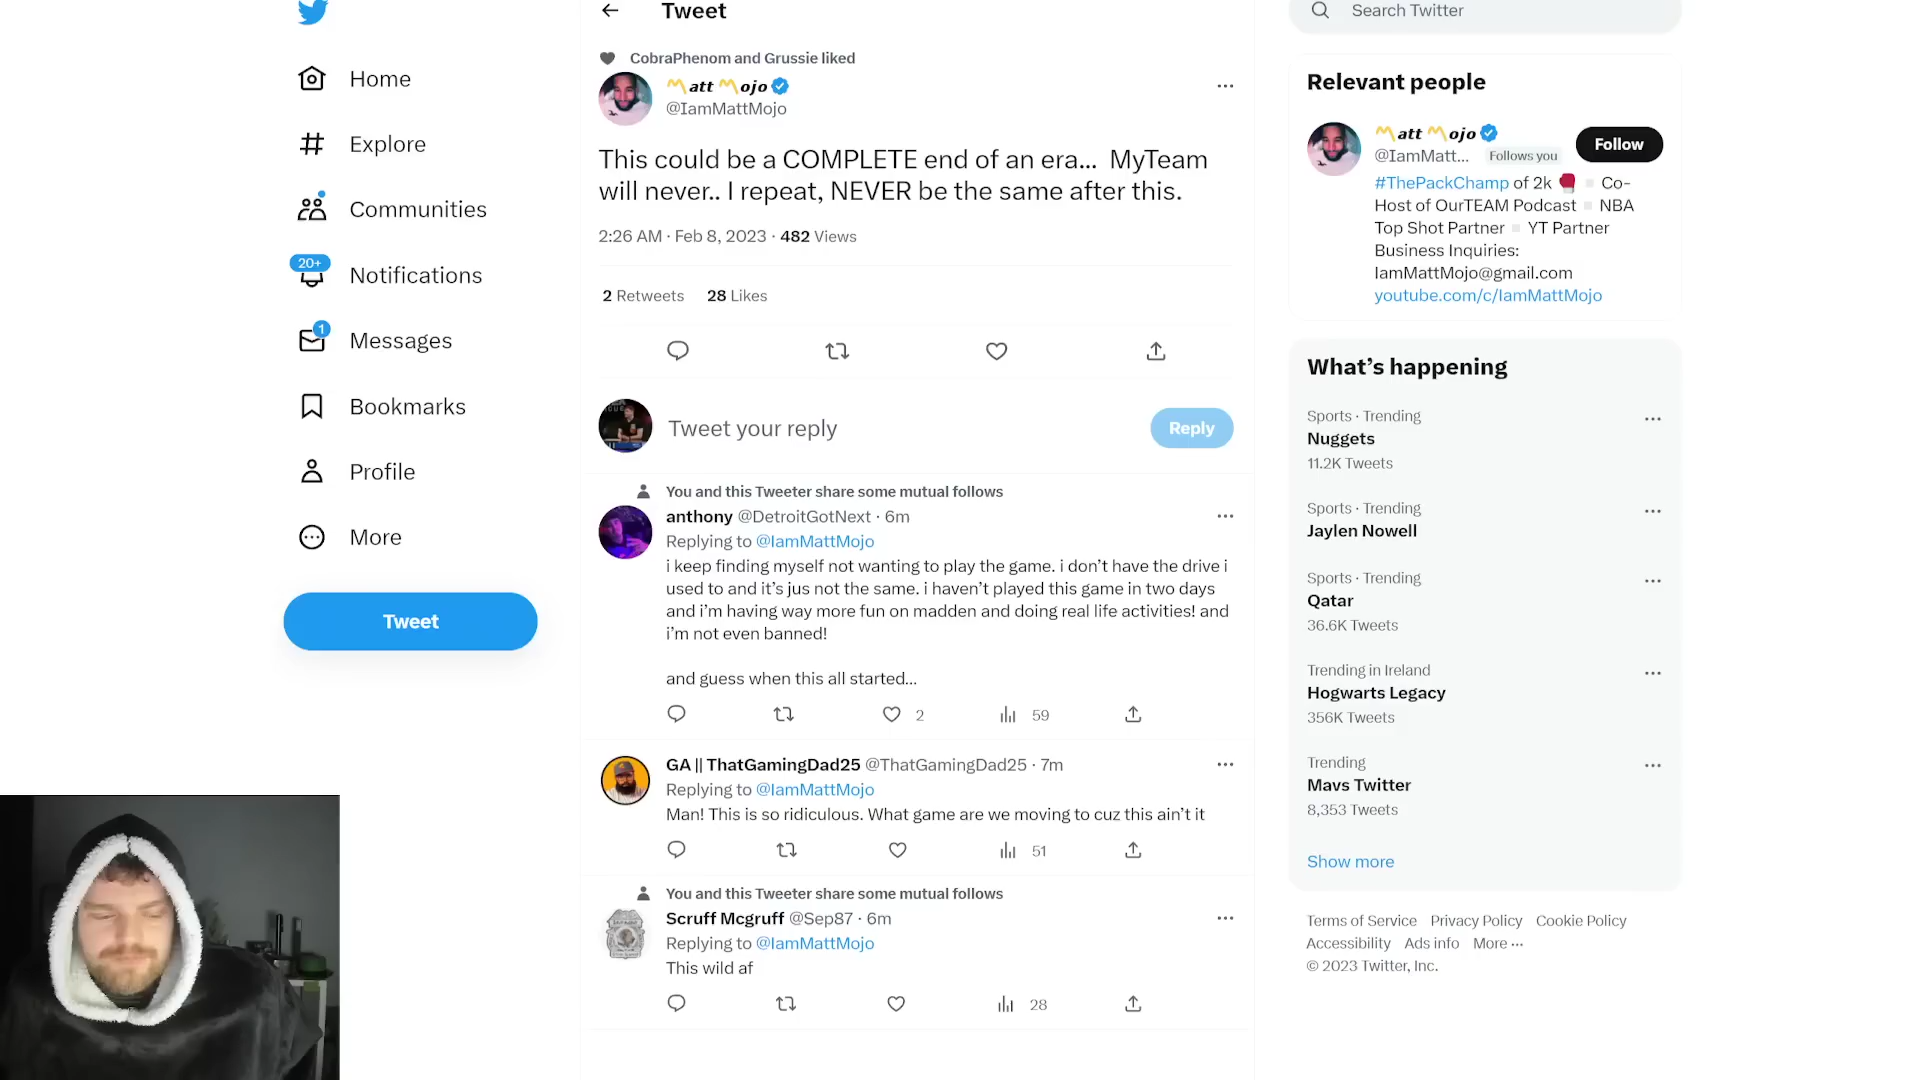 Home
Explore
Communities
20+
Notifications
1
Messages
Bookmarks
Profile
More
Tweet
Tweet
CobraPhenom and Grussie liked
Matt Mojo
@IamMattMojo
This could be a COMPLETE end of an era... MyTeam
will never.. I repeat, NEVER be the same after this.
2:26 AM · Feb 8, 2023 · 482 Views
2 Retweets 28 Likes
Tweet your reply
Reply
You and this Tweeter share some mutual follows
anthony @DetroitGotNext · 6m
Replying to @IamMattMojo
i keep finding myself not wanting to play the game. i don’t have the drive i
used to and it’s jus not the same. i haven’t played this game in two days
and i’m having way more fun on madden and doing real life activities! and
i’m not even banned!
and guess when this all started...
2 59
GA || ThatGamingDad25 @ThatGamingDad25 · 7m
Replying to @IamMattMojo
Man! This is so ridiculous. What game are we moving to cuz this ain’t it
51
You and this Tweeter share some mutual follows
Scruff Mcgruff @Sep87 · 6m
Replying to @IamMattMojo
This wild af
28
Search Twitter
Relevant people
Matt Mojo
@IamMatt... Follows you
Follow
#ThePackChamp of 2k 🥊 ▫️ Co-
Host of OurTEAM Podcast ▫️ NBA
Top Shot Partner ▫️ YT Partner
Business Inquiries:
IamMattMojo@gmail.com
youtube.com/c/IamMattMojo
What’s happening
Sports · Trending
Nuggets
11.2K Tweets
Sports · Trending
Jaylen Nowell
Sports · Trending
Qatar
36.6K Tweets
Trending in Ireland
Hogwarts Legacy
356K Tweets
Trending
Mavs Twitter
8,353 Tweets
Show more
Terms of Service Privacy Policy Cookie Policy
Accessibility Ads info More ···
© 2023 Twitter, Inc.